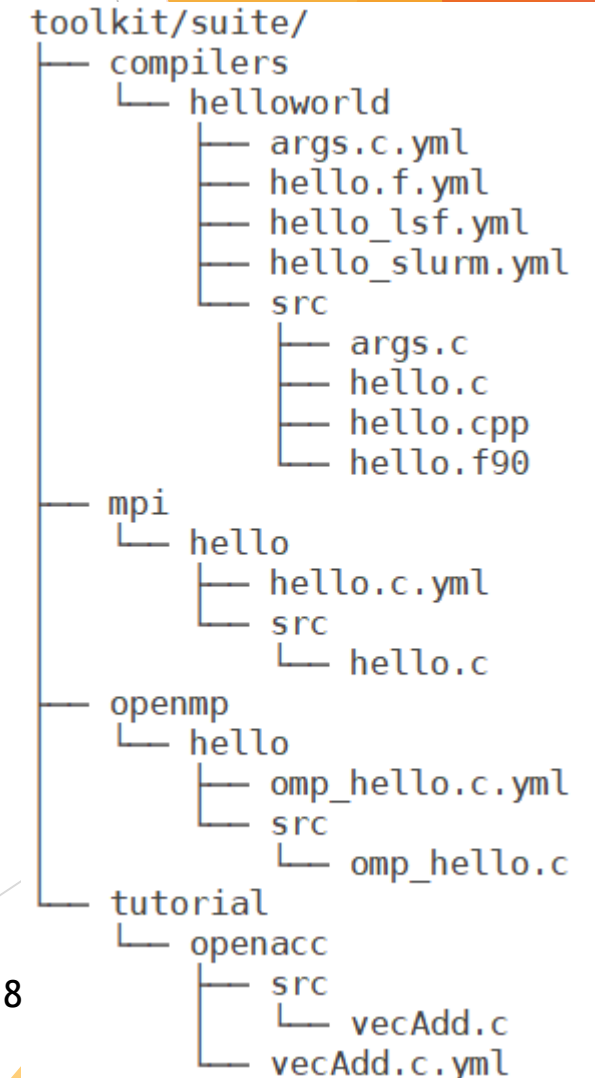 toolkit/suite/
├── compilers
│   └── helloworld
│       ├── args.c.yml
│       ├── hello.f.yml
│       ├── hello_lsf.yml
│       ├── hello_slurm.yml
│       └── src
│           ├── args.c
│           ├── hello.c
│           ├── hello.cpp
│           └── hello.f90
├── mpi
│   └── hello
│       ├── hello.c.yml
│       └── src
│           └── hello.c
├── openmp
│   └── hello
│       ├── omp_hello.c.yml
│       └── src
│           └── omp_hello.c
└── tutorial
    └── openacc
        ├── src
8
        │   └── vecAdd.c
        └── vecAdd.c.yml